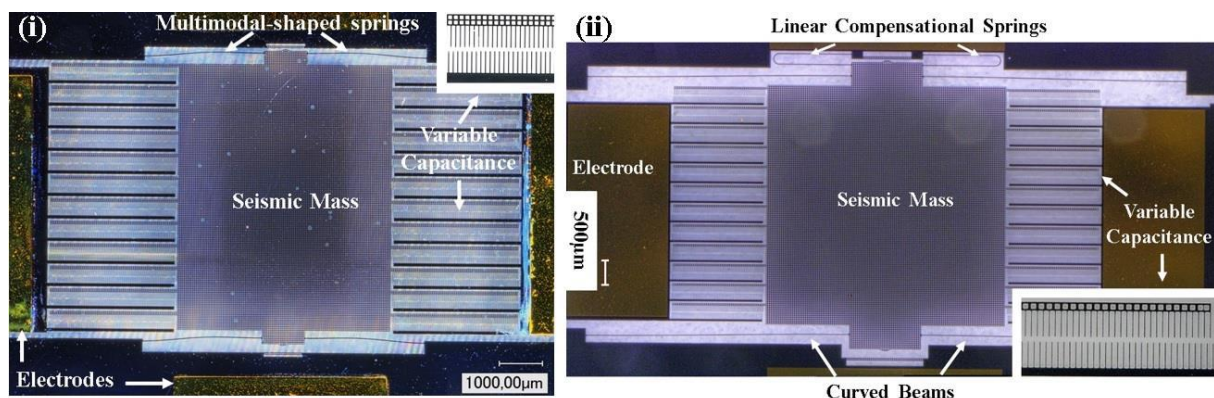 (i)
Multimodal-shaped springs
Variable
Capacitance
Seismic Mass
Electrodes
1000,00μm
(ii)
Linear Compensational Springs
Electrode
Seismic Mass
500μm
Variable
Capacitance
Curved Beams